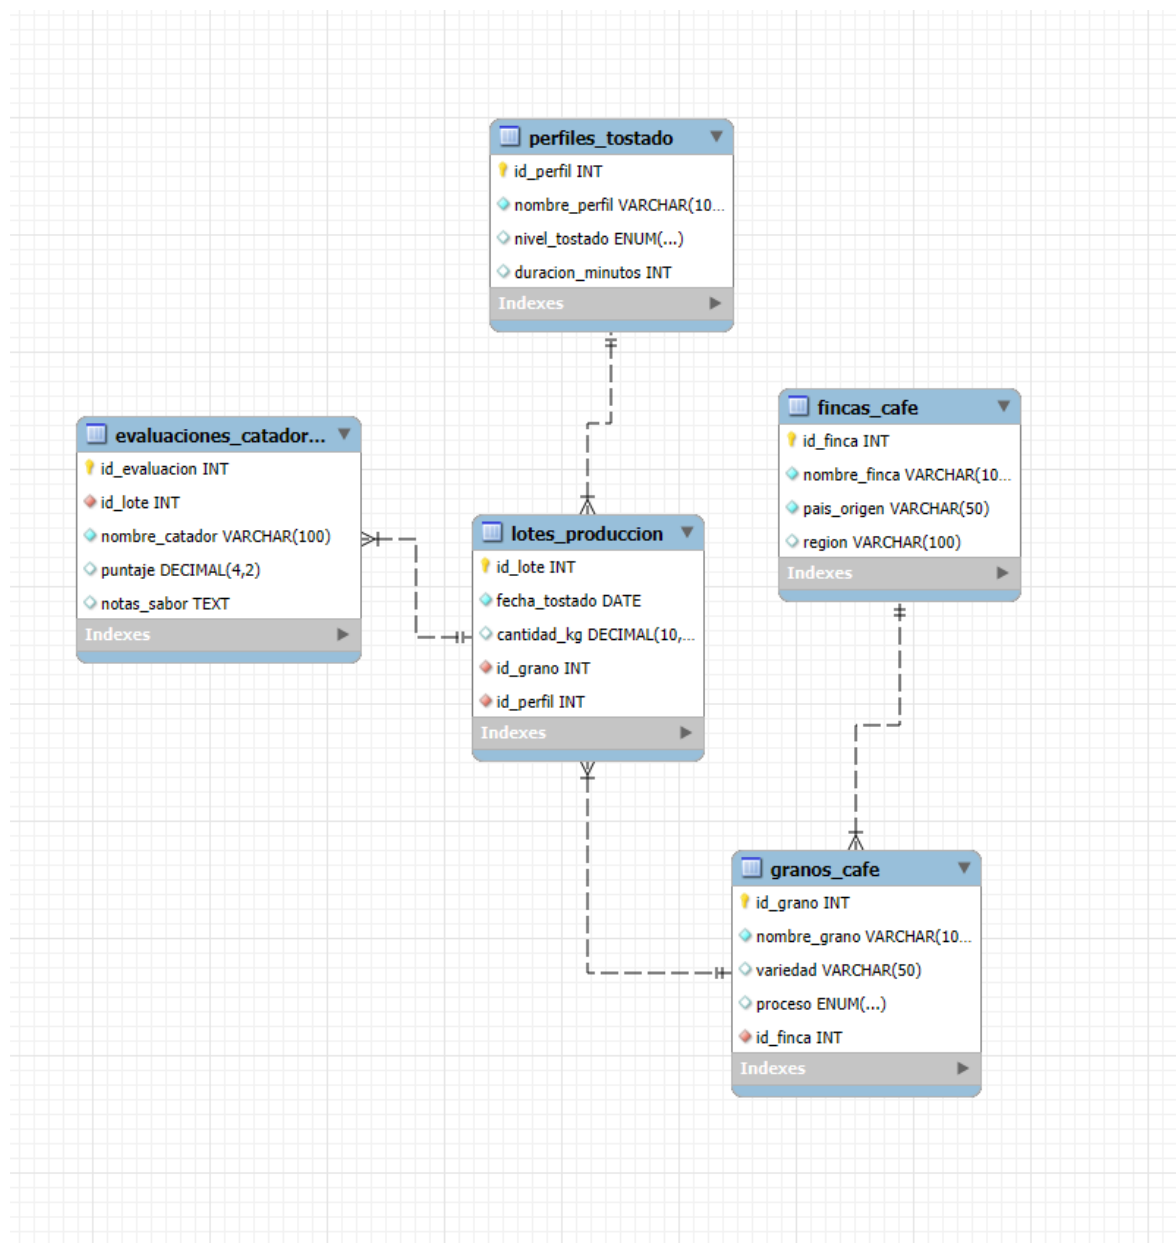 perfiles_tostado
id_perfil INT
nombre_perfil VARCHAR(10...
nivel_tostado ENUM(...)
duracion_minutos INT
Indexes
evaluaciones_catador...
id_evaluacion INT
id_lote INT
nombre_catador VARCHAR(100)
puntaje DECIMAL(4,2)
notas_sabor TEXT
Indexes
lotes_produccion
id_lote INT
fecha_tostado DATE
cantidad_kg DECIMAL(10,...
id_grano INT
id_perfil INT
Indexes
fincas_cafe
id_finca INT
nombre_finca VARCHAR(10...
pais_origen VARCHAR(50)
region VARCHAR(100)
Indexes
granos_cafe
id_grano INT
nombre_grano VARCHAR(10...
variedad VARCHAR(50)
proceso ENUM(...)
id_finca INT
Indexes